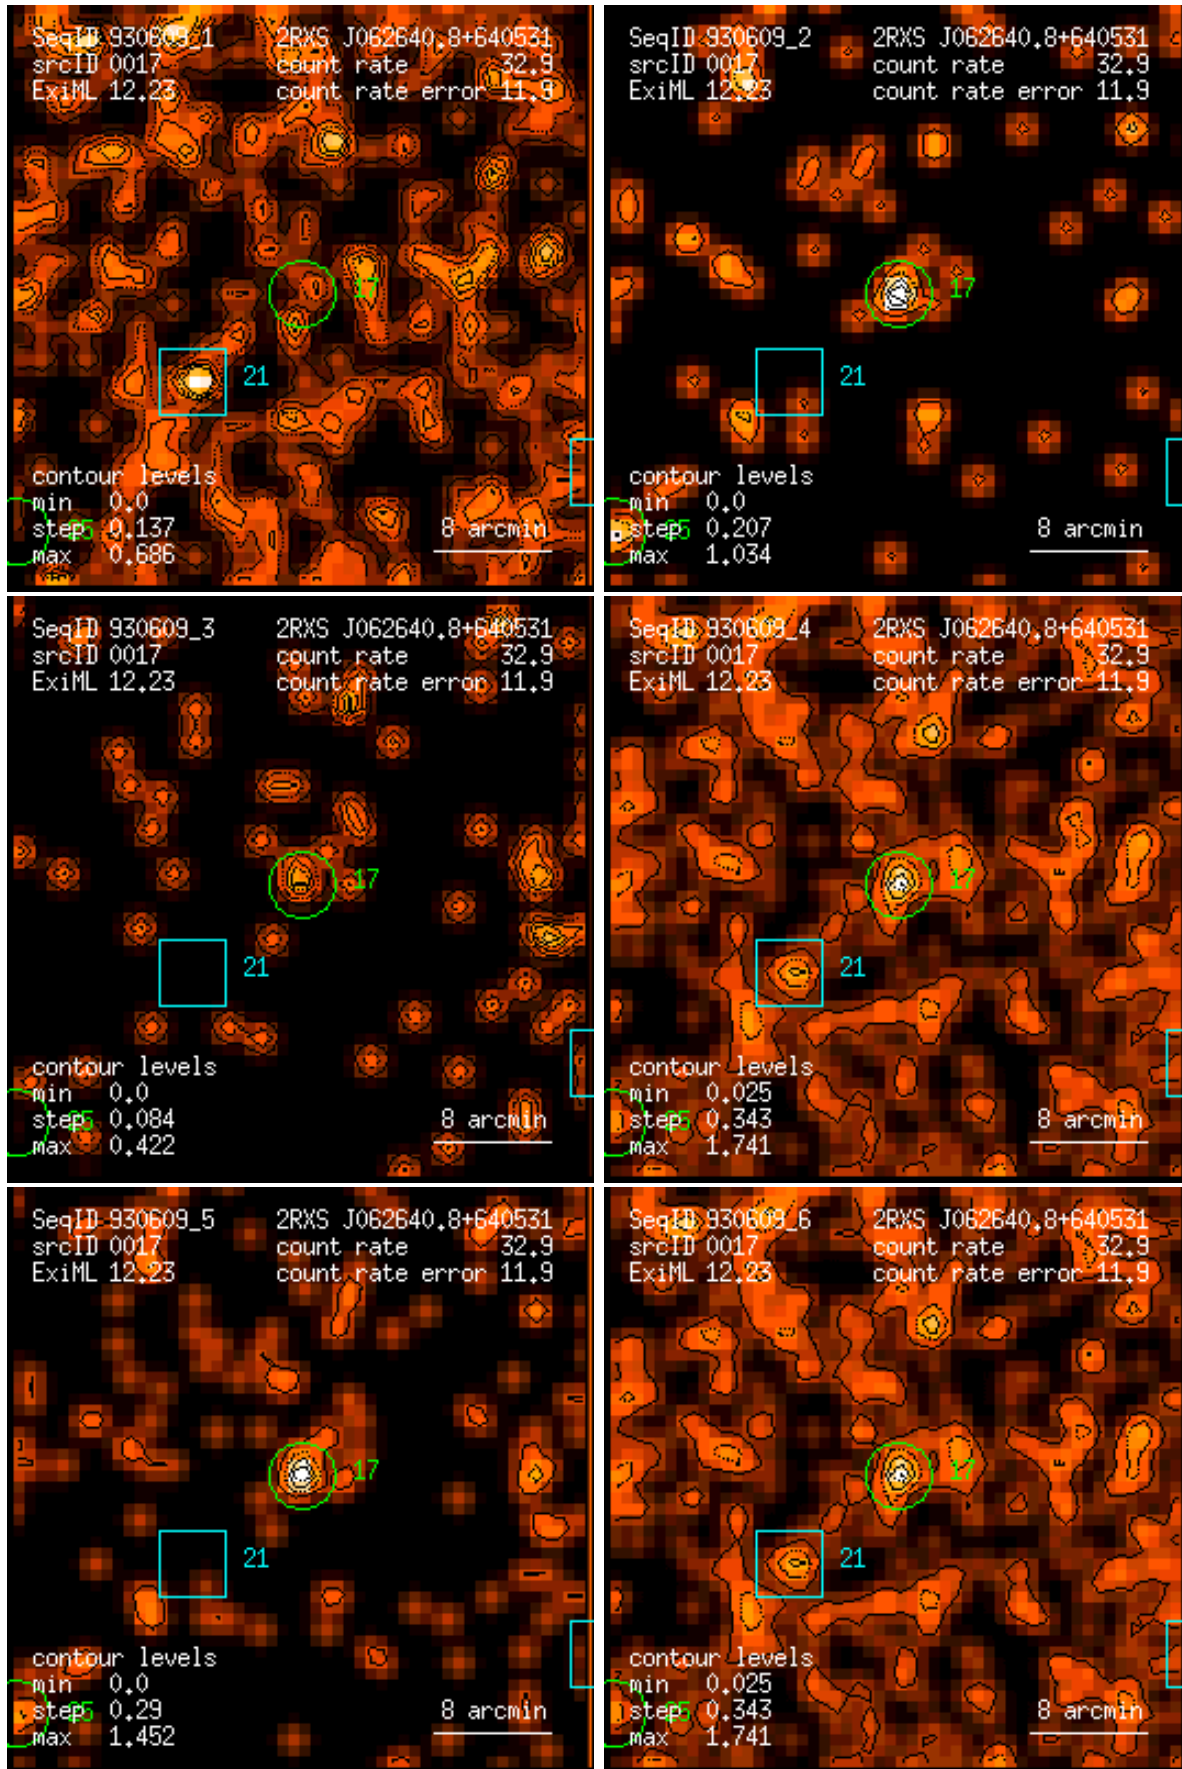 SeqID 930609_1 2RXS J062640.8+640531
srcID 0017 count rate 32.9
ExiML 12.23 count rate error 11.9
17
21
contour levels
min 0.0
step 0.137 8 arcmin
max 0.686
SeqID 930609_2 2RXS J062640.8+640531
srcID 0017 count rate 32.9
ExiML 12.23 count rate error 11.9
17
21
contour levels
min 0.0
step 0.207 8 arcmin
max 1.034
SeqID 930609_3 2RXS J062640.8+640531
srcID 0017 count rate 32.9
ExiML 12.23 count rate error 11.9
17
21
contour levels
min 0.0
step 0.084 8 arcmin
max 0.422
SeqID 930609_4 2RXS J062640.8+640531
srcID 0017 count rate 32.9
ExiML 12.23 count rate error 11.9
17
21
contour levels
min 0.025
step 0.343 8 arcmin
max 1.741
SeqID 930609_5 2RXS J062640.8+640531
srcID 0017 count rate 32.9
ExiML 12.23 count rate error 11.9
17
21
contour levels
min 0.0
step 0.29 8 arcmin
max 1.452
SeqID 930609_6 2RXS J062640.8+640531
srcID 0017 count rate 32.9
ExiML 12.23 count rate error 11.9
17
21
contour levels
min 0.025
step 0.343 8 arcmin
max 1.741